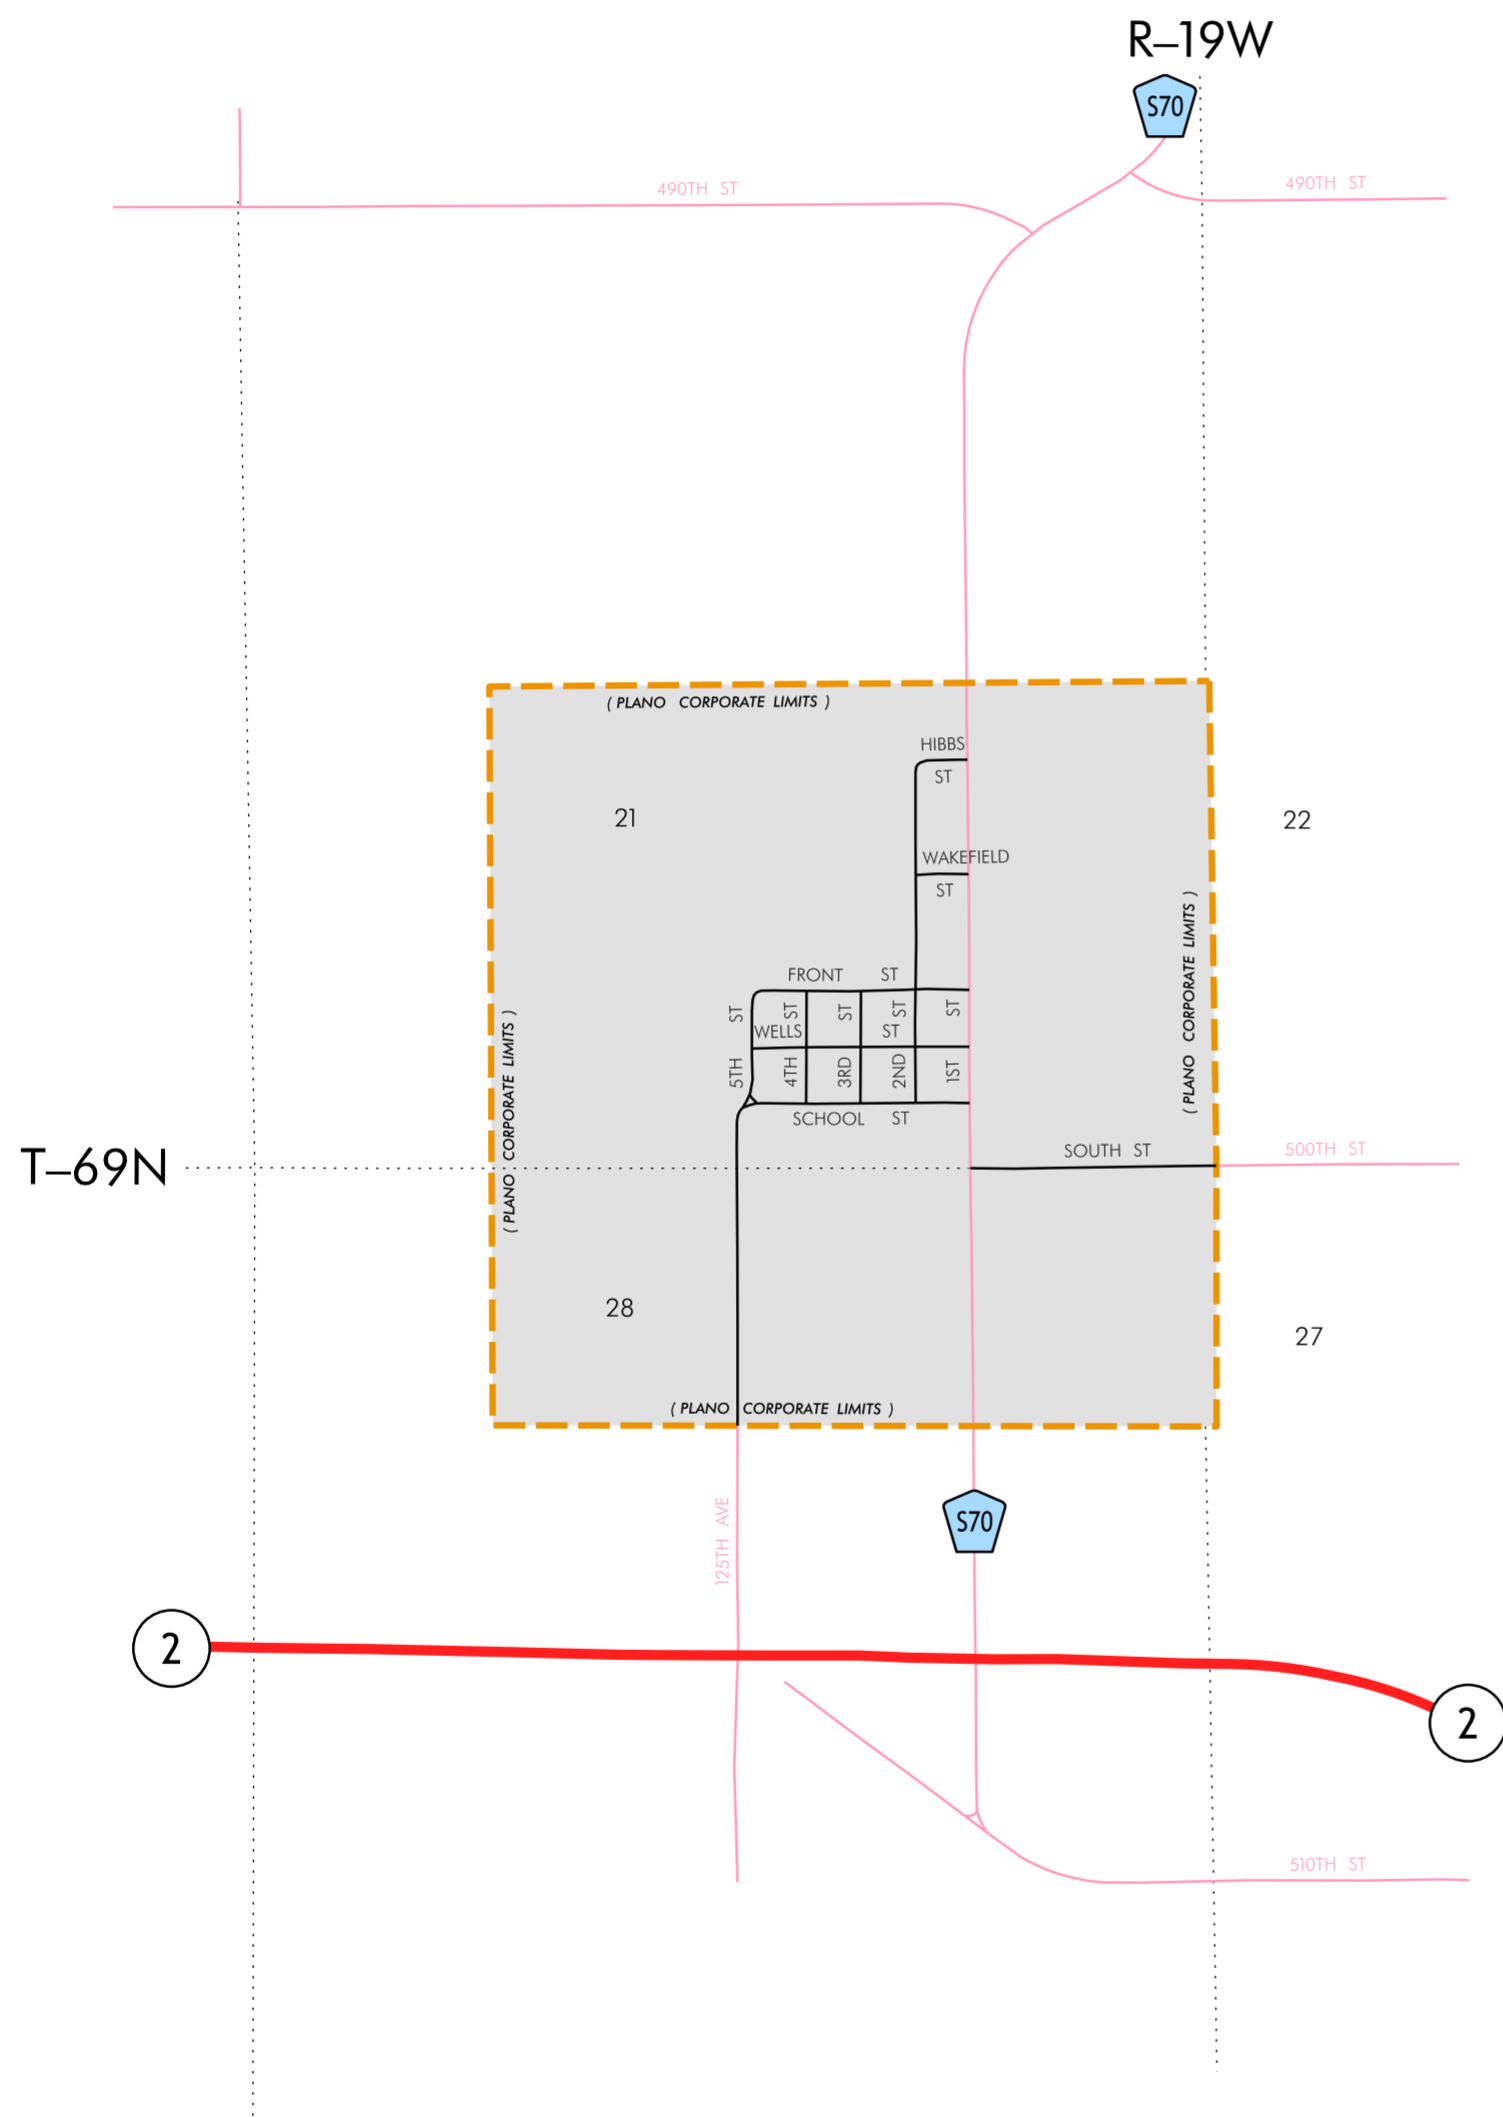 R–19W
S70
490TH ST
490TH ST
( PLANO CORPORATE LIMITS )
HIBBS
ST
21
22
WAKEFIELD
ST
( PLANO CORPORATE LIMITS )
FRONT ST
5TH ST
4TH ST
3RD ST
2ND ST
1ST ST
WELLS ST
( PLANO CORPORATE LIMITS )
SCHOOL ST
T–69N
SOUTH ST
500TH ST
28
27
( PLANO CORPORATE LIMITS )
125TH AVE
S70
2
2
510TH ST